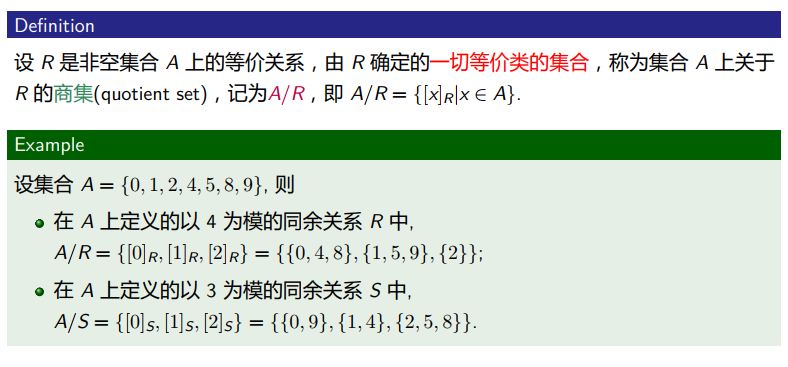 Definition
设 R 是非空集合 A 上的等价关系，由 R 确定的一切等价类的集合，称为集合 A 上关于
R 的商集(quotient set)，记为A/R，即 A/R = {[x]_R|x ∈ A}.
Example
设集合 A = {0, 1, 2, 4, 5, 8, 9}, 则
在 A 上定义的以 4 为模的同余关系 R 中,
A/R = {[0]_R, [1]_R, [2]_R} = {{0, 4, 8}, {1, 5, 9}, {2}};
在 A 上定义的以 3 为模的同余关系 S 中,
A/S = {[0]_S, [1]_S, [2]_S} = {{0, 9}, {1, 4}, {2, 5, 8}}.